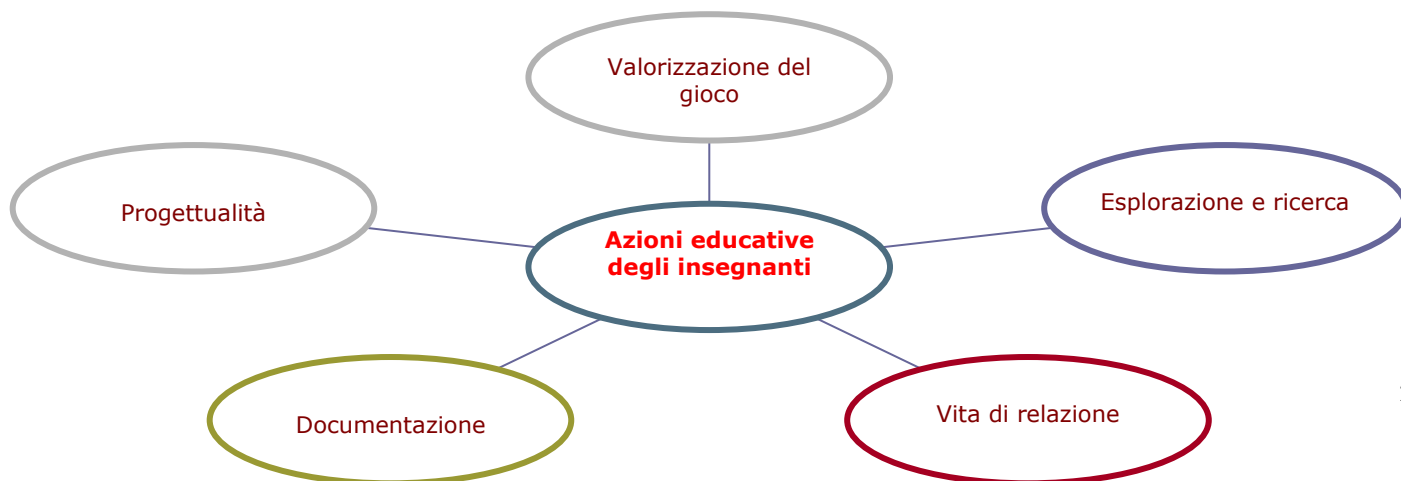 Valorizzazione del
gioco
Progettualità
Esplorazione e ricerca
Azioni educative
degli insegnanti
Documentazione
Vita di relazione